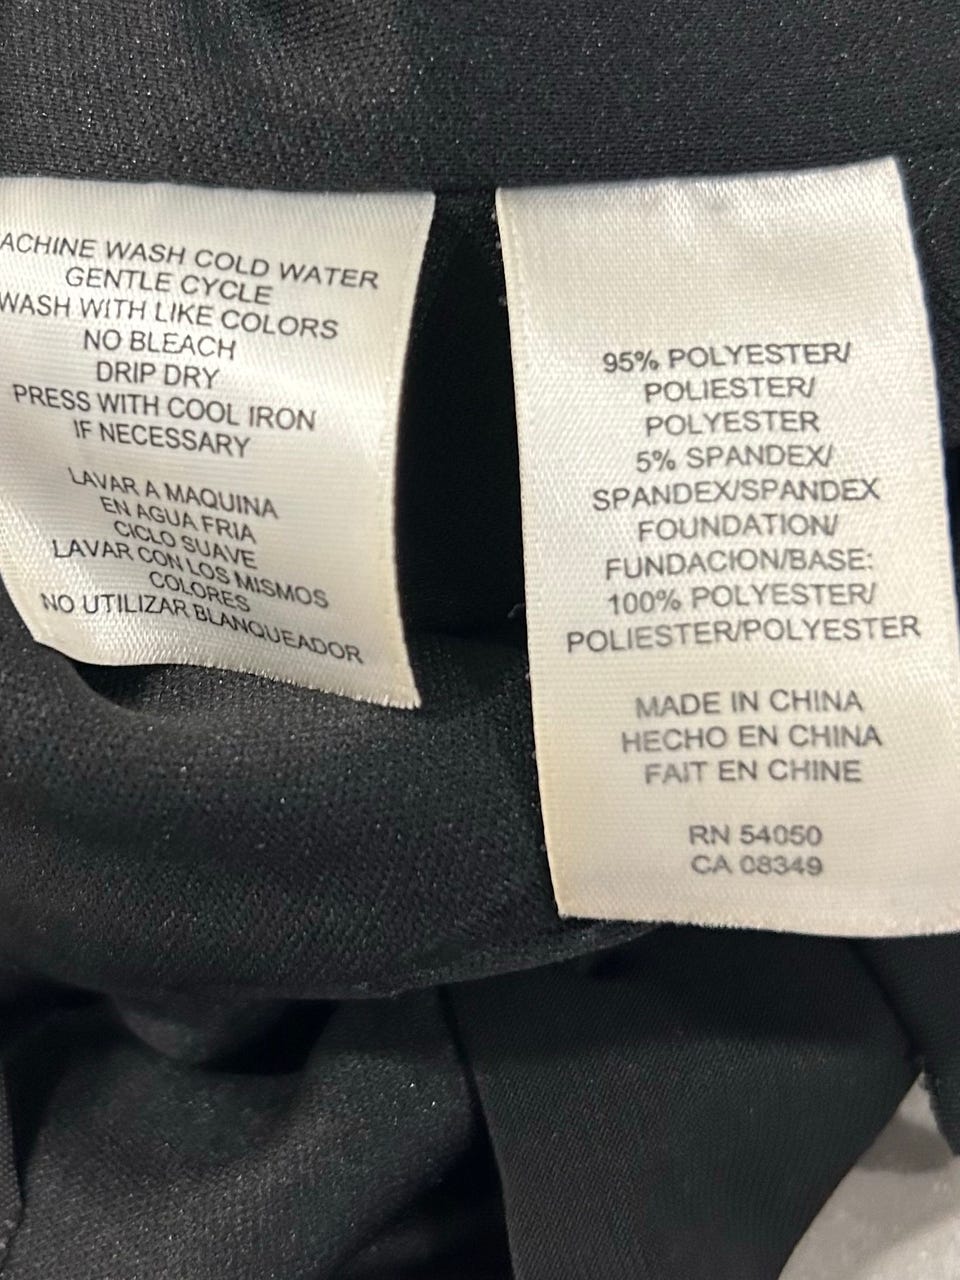 ACHINE WASH COLD WATER
GENTLE CYCLE
WASH WITH LIKE COLORS
NO BLEACH
DRIP DRY
PRESS WITH COOL IRON
IF NECESSARY
LAVAR A MAQUINA
EN AGUA FRIA
CICLO SUAVE
LAVAR CON LOS MISMOS
COLORES
NO UTILIZAR BLANQUEADOR
95% POLYESTER/
POLIESTER/
POLYESTER
5% SPANDEX/
SPANDEX/SPANDEX
FOUNDATION/
FUNDACION/BASE:
100% POLYESTER/
POLIESTER/POLYESTER
MADE IN CHINA
HECHO EN CHINA
FAIT EN CHINE
RN 54050
CA 08349